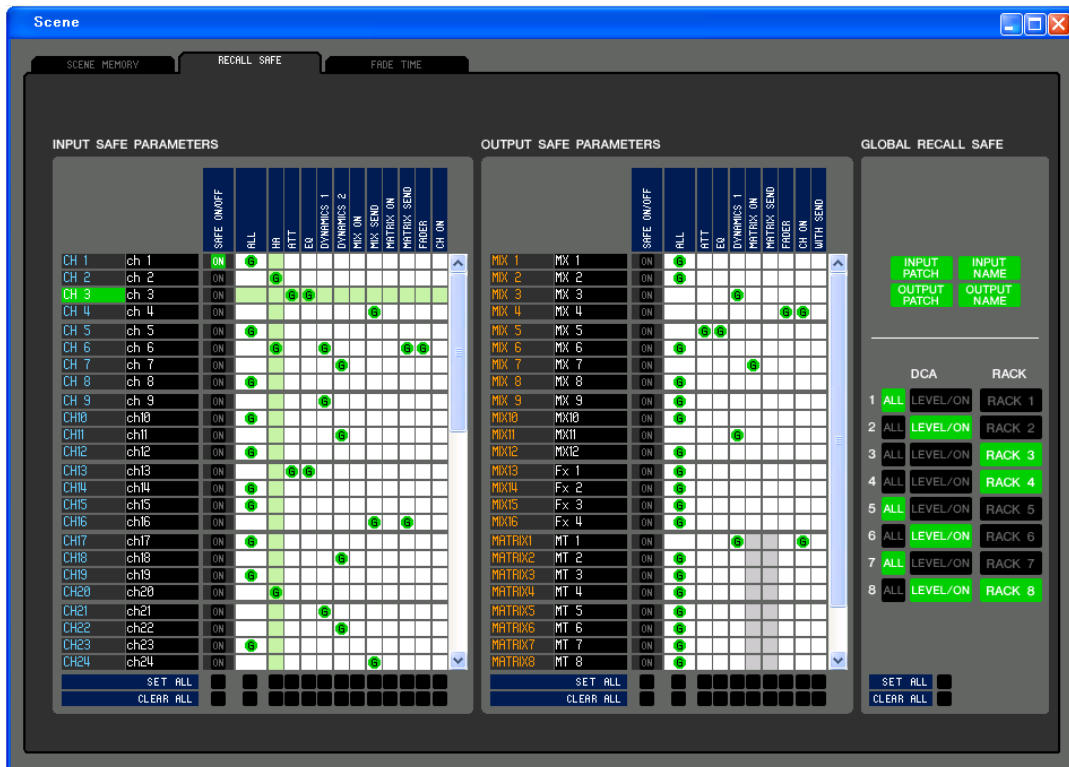 Scene
SCENE MEMORY RECALL SAFE FADE TIME
INPUT SAFE PARAMETERS OUTPUT SAFE PARAMETERS GLOBAL RECALL SAFE
SAFE ON/OFF ALL HA ATT EQ DYNAMICS 1 DYNAMICS 2 MIX ON MIX SEND MATRIX ON MATRIX SEND FADER CH ON
SAFE ON/OFF ALL ATT EQ DYNAMICS 1 MATRIX ON MATRIX SEND FADER CH ON WITH SEND
CH 1 ch 1 ON G
CH 2 ch 2 ON G
CH 3 ch 3 ON G G
CH 4 ch 4 ON G
CH 5 ch 5 ON G
CH 6 ch 6 ON G G G G
CH 7 ch 7 ON G
CH 8 ch 8 ON G
CH 9 ch 9 ON G
CH10 ch10 ON G
CH11 ch11 ON G
CH12 ch12 ON G
CH13 ch13 ON G G
CH14 ch14 ON G
CH15 ch15 ON G
CH16 ch16 ON G G
CH17 ch17 ON G
CH18 ch18 ON G
CH19 ch19 ON G
CH20 ch20 ON G
CH21 ch21 ON G
CH22 ch22 ON G
CH23 ch23 ON G
CH24 ch24 ON G
SET ALL
CLEAR ALL
MIX 1 MX 1 ON G
MIX 2 MX 2 ON G
MIX 3 MX 3 ON G
MIX 4 MX 4 ON G G
MIX 5 MX 5 ON G G
MIX 6 MX 6 ON G
MIX 7 MX 7 ON G
MIX 8 MX 8 ON G
MIX 9 MX 9 ON G
MIX10 MX10 ON G
MIX11 MX11 ON G
MIX12 MX12 ON G
MIX13 Fx 1 ON G
MIX14 Fx 2 ON G
MIX15 Fx 3 ON G
MIX16 Fx 4 ON G
MATRIX1 MT 1 ON G G
MATRIX2 MT 2 ON G
MATRIX3 MT 3 ON G
MATRIX4 MT 4 ON G
MATRIX5 MT 5 ON G
MATRIX6 MT 6 ON G
MATRIX7 MT 7 ON G
MATRIX8 MT 8 ON G
SET ALL
CLEAR ALL
INPUT PATCH INPUT NAME
OUTPUT PATCH OUTPUT NAME
DCA RACK
1 ALL LEVEL/ON RACK 1
2 ALL LEVEL/ON RACK 2
3 ALL LEVEL/ON RACK 3
4 ALL LEVEL/ON RACK 4
5 ALL LEVEL/ON RACK 5
6 ALL LEVEL/ON RACK 6
7 ALL LEVEL/ON RACK 7
8 ALL LEVEL/ON RACK 8
SET ALL
CLEAR ALL